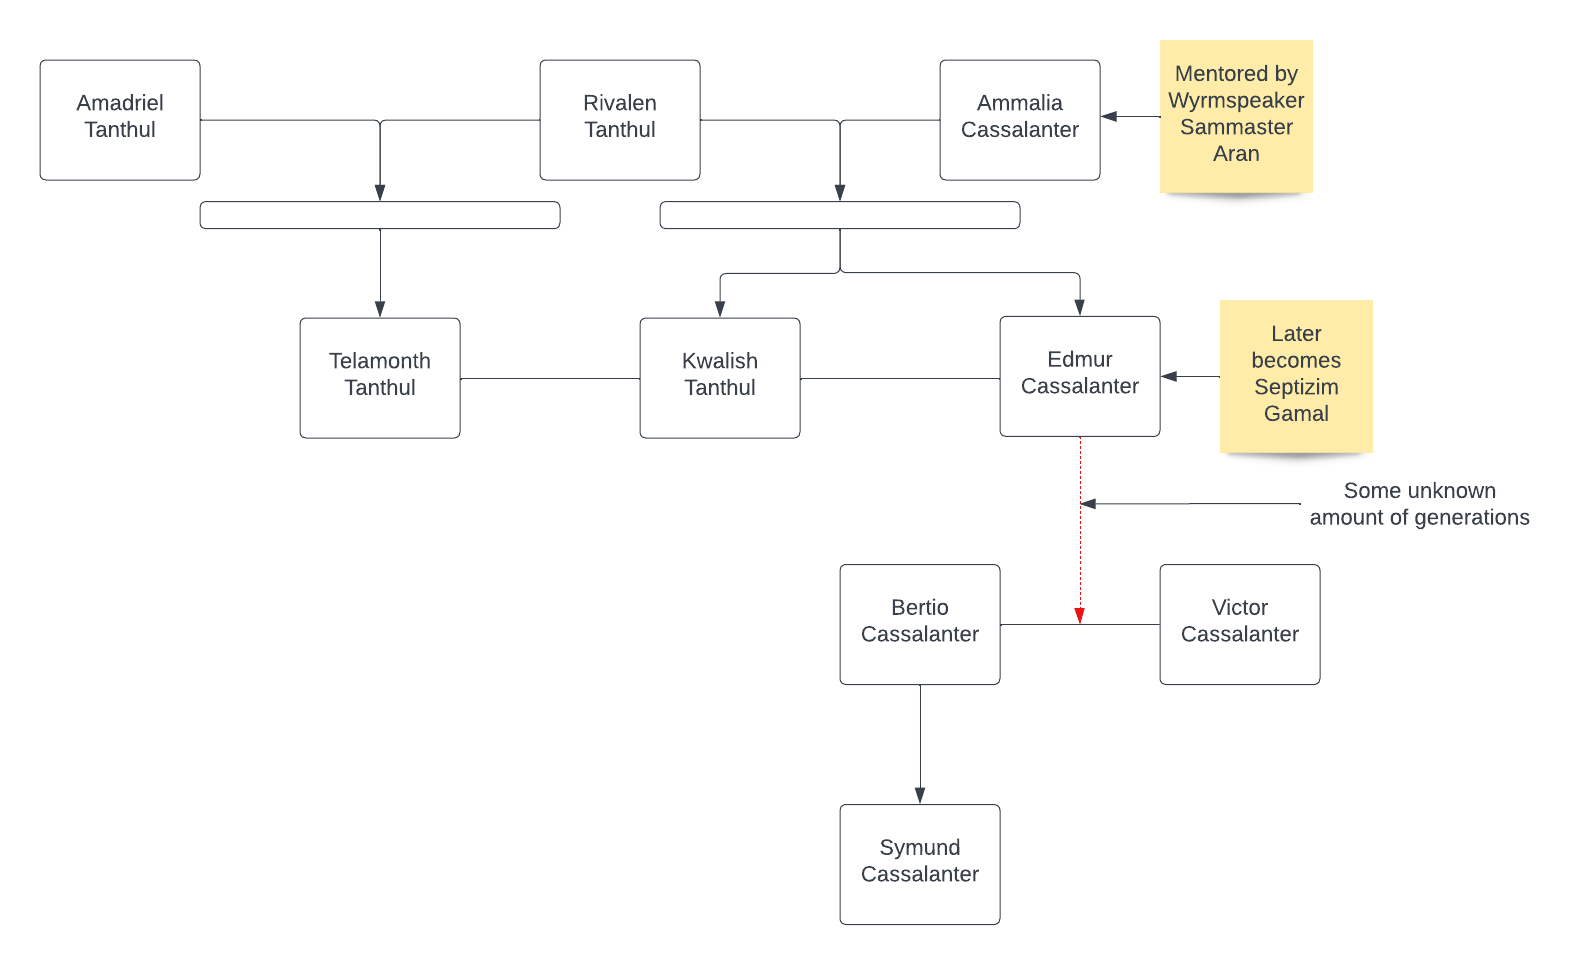 Amadriel
Tanthul
Rivalen
Tanthul
Ammalia
Cassalanter
Mentored by
Wyrmspeaker
Sammaster
Aran
Telamonth
Tanthul
Kwalish
Tanthul
Edmur
Cassalanter
Later
becomes
Septizim
Gamal
Some unknown
amount of generations
Bertio
Cassalanter
Victor
Cassalanter
Symund
Cassalanter